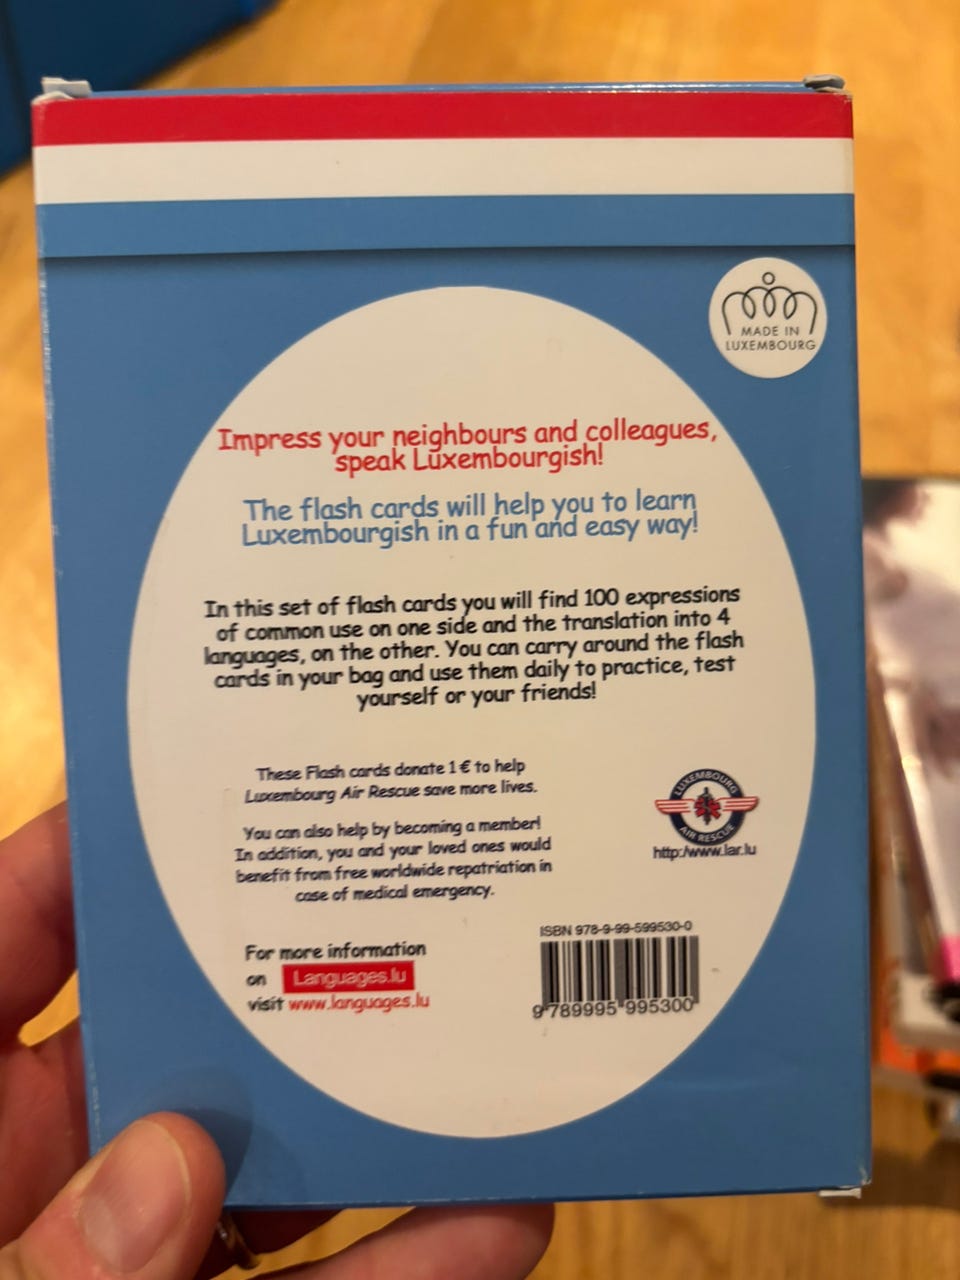 MADE IN
LUXEMBOURG
Impress your neighbours and colleagues,
speak Luxembourgish!
The flash cards will help you to learn
Luxembourgish in a fun and easy way!
In this set of flash cards you will find 100 expressions
of common use on one side and the translation into 4
languages, on the other. You can carry around the flash
cards in your bag and use them daily to practice, test
yourself or your friends!
These Flash cards donate 1 € to help
Luxembourg Air Rescue save more lives.
You can also help by becoming a member!
In addition, you and your loved ones would
benefit from free worldwide repatriation in
case of medical emergency.
LUXEMBOURG
AIR RESCUE
http:/www.lar.lu
For more information
on Languages.lu
visit www.languages.lu
ISBN 978-9-99-599530-0
9 789995 995300